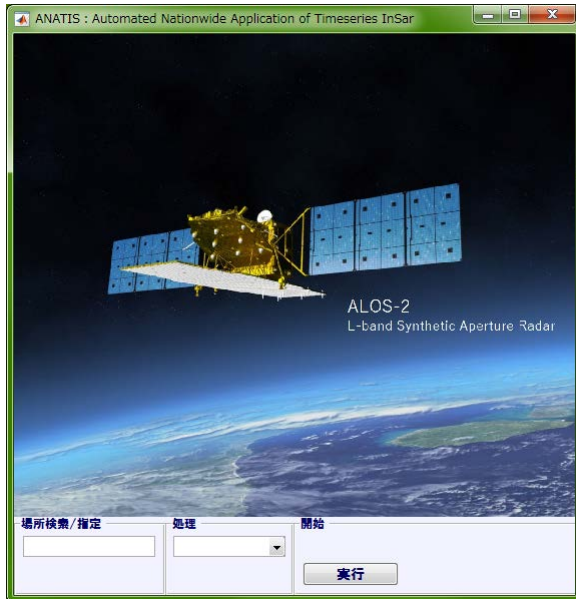 ANATIS : Automated Nationwide Application of Timeseries InSar
ALOS-2
L-band Synthetic Aperture Radar
場所検索/指定
処理
開始
実行